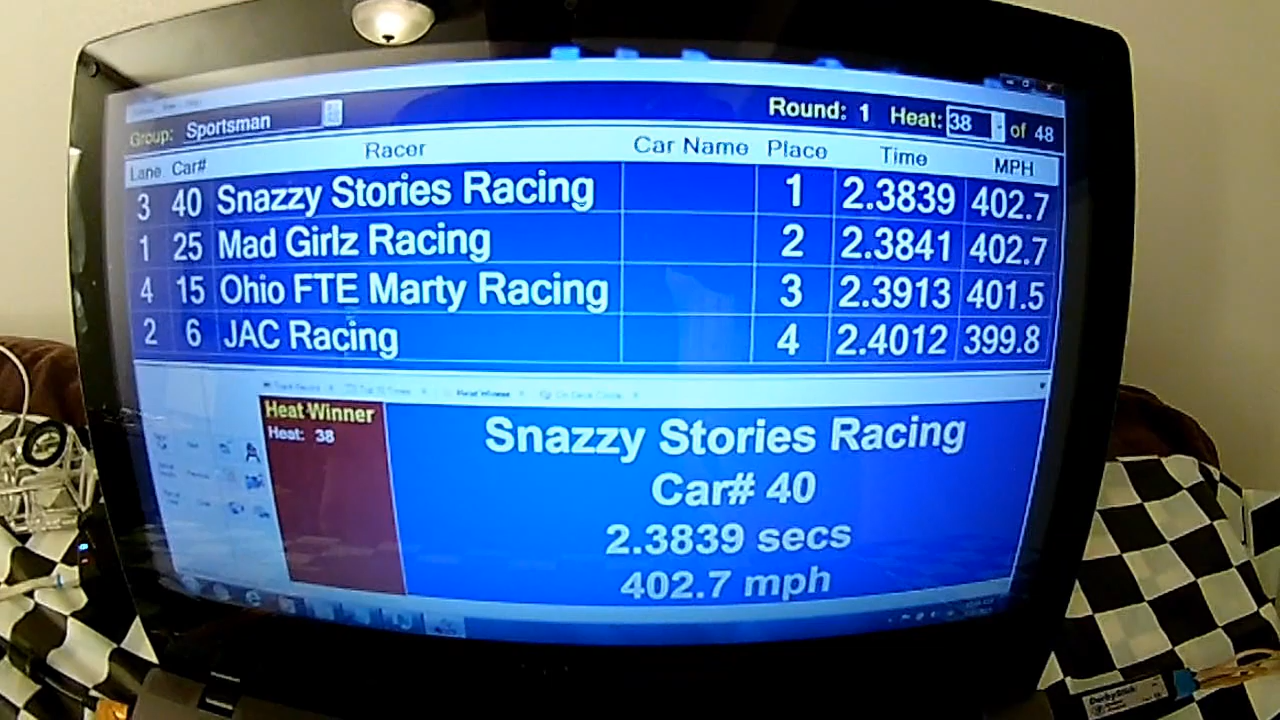 Group: Sportsman Round: 1 Heat: 38 of 48
Lane Car# Racer Car Name Place Time MPH
3 40 Snazzy Stories Racing 1 2.3839 402.7
1 25 Mad Girlz Racing 2 2.3841 402.7
4 15 Ohio FTE Marty Racing 3 2.3913 401.5
2 6 JAC Racing 4 2.4012 399.8
Heat Winner
Heat: 38
Snazzy Stories Racing
Car# 40
2.3839 secs
402.7 mph